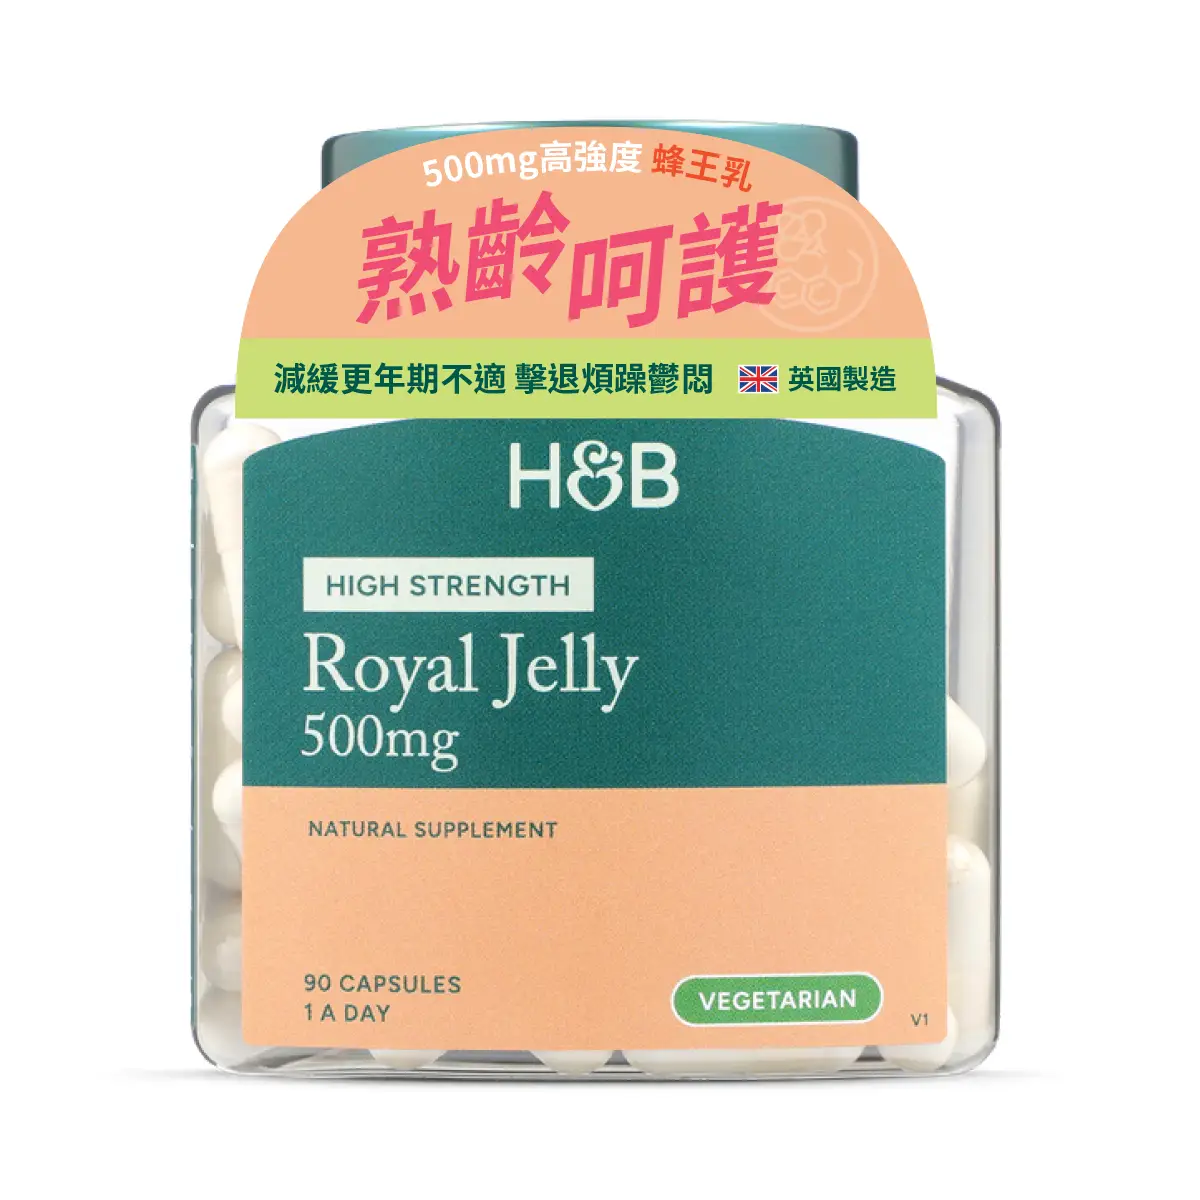 500mg高強度 蜂王乳
熟齡呵護
減緩更年期不適 擊退煩躁鬱悶 英國製造
H&B
HIGH STRENGTH
Royal Jelly
500mg
NATURAL SUPPLEMENT
90 CAPSULES
1 A DAY
VEGETARIAN
V1